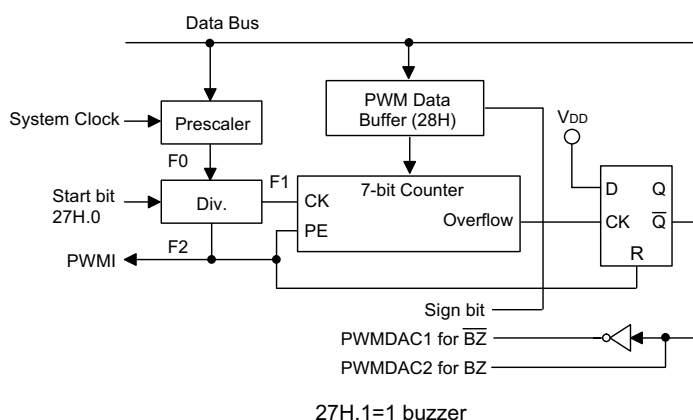 Data Bus
System Clock
Prescaler
PWM Data
Buffer (28H)
VDD
F0
Start bit
27H.0
Div.
F1
7-bit Counter
CK
Overflow
PE
D
Q
CK
Q̅
R
PWMI
F2
Sign bit
PWMDAC1 for B̅Z̅
PWMDAC2 for BZ
27H.1=1 buzzer